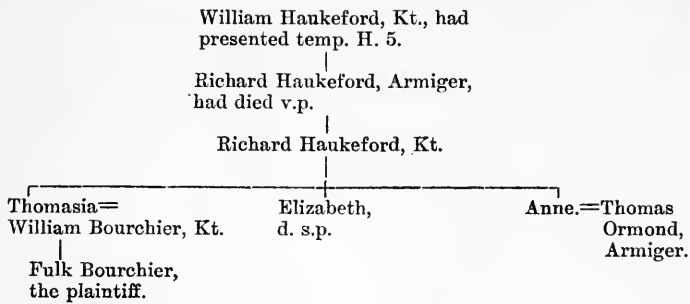 William Haukeford, Kt., had
presented temp. H. 5.
Richard Haukeford, Armiger,
had died v.p.
Richard Haukeford, Kt.
Thomasia=
William Bourchier, Kt.
Fulk Bourchier,
the plaintiff.
Elizabeth,
d. s.p.
Anne.=Thomas
Ormond,
Armiger.